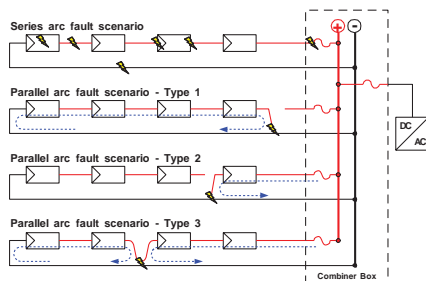 Series arc fault scenario
+ -
Parallel arc fault scenario - Type 1
DC
AC
Parallel arc fault scenario - Type 2
Parallel arc fault scenario - Type 3
Combiner Box